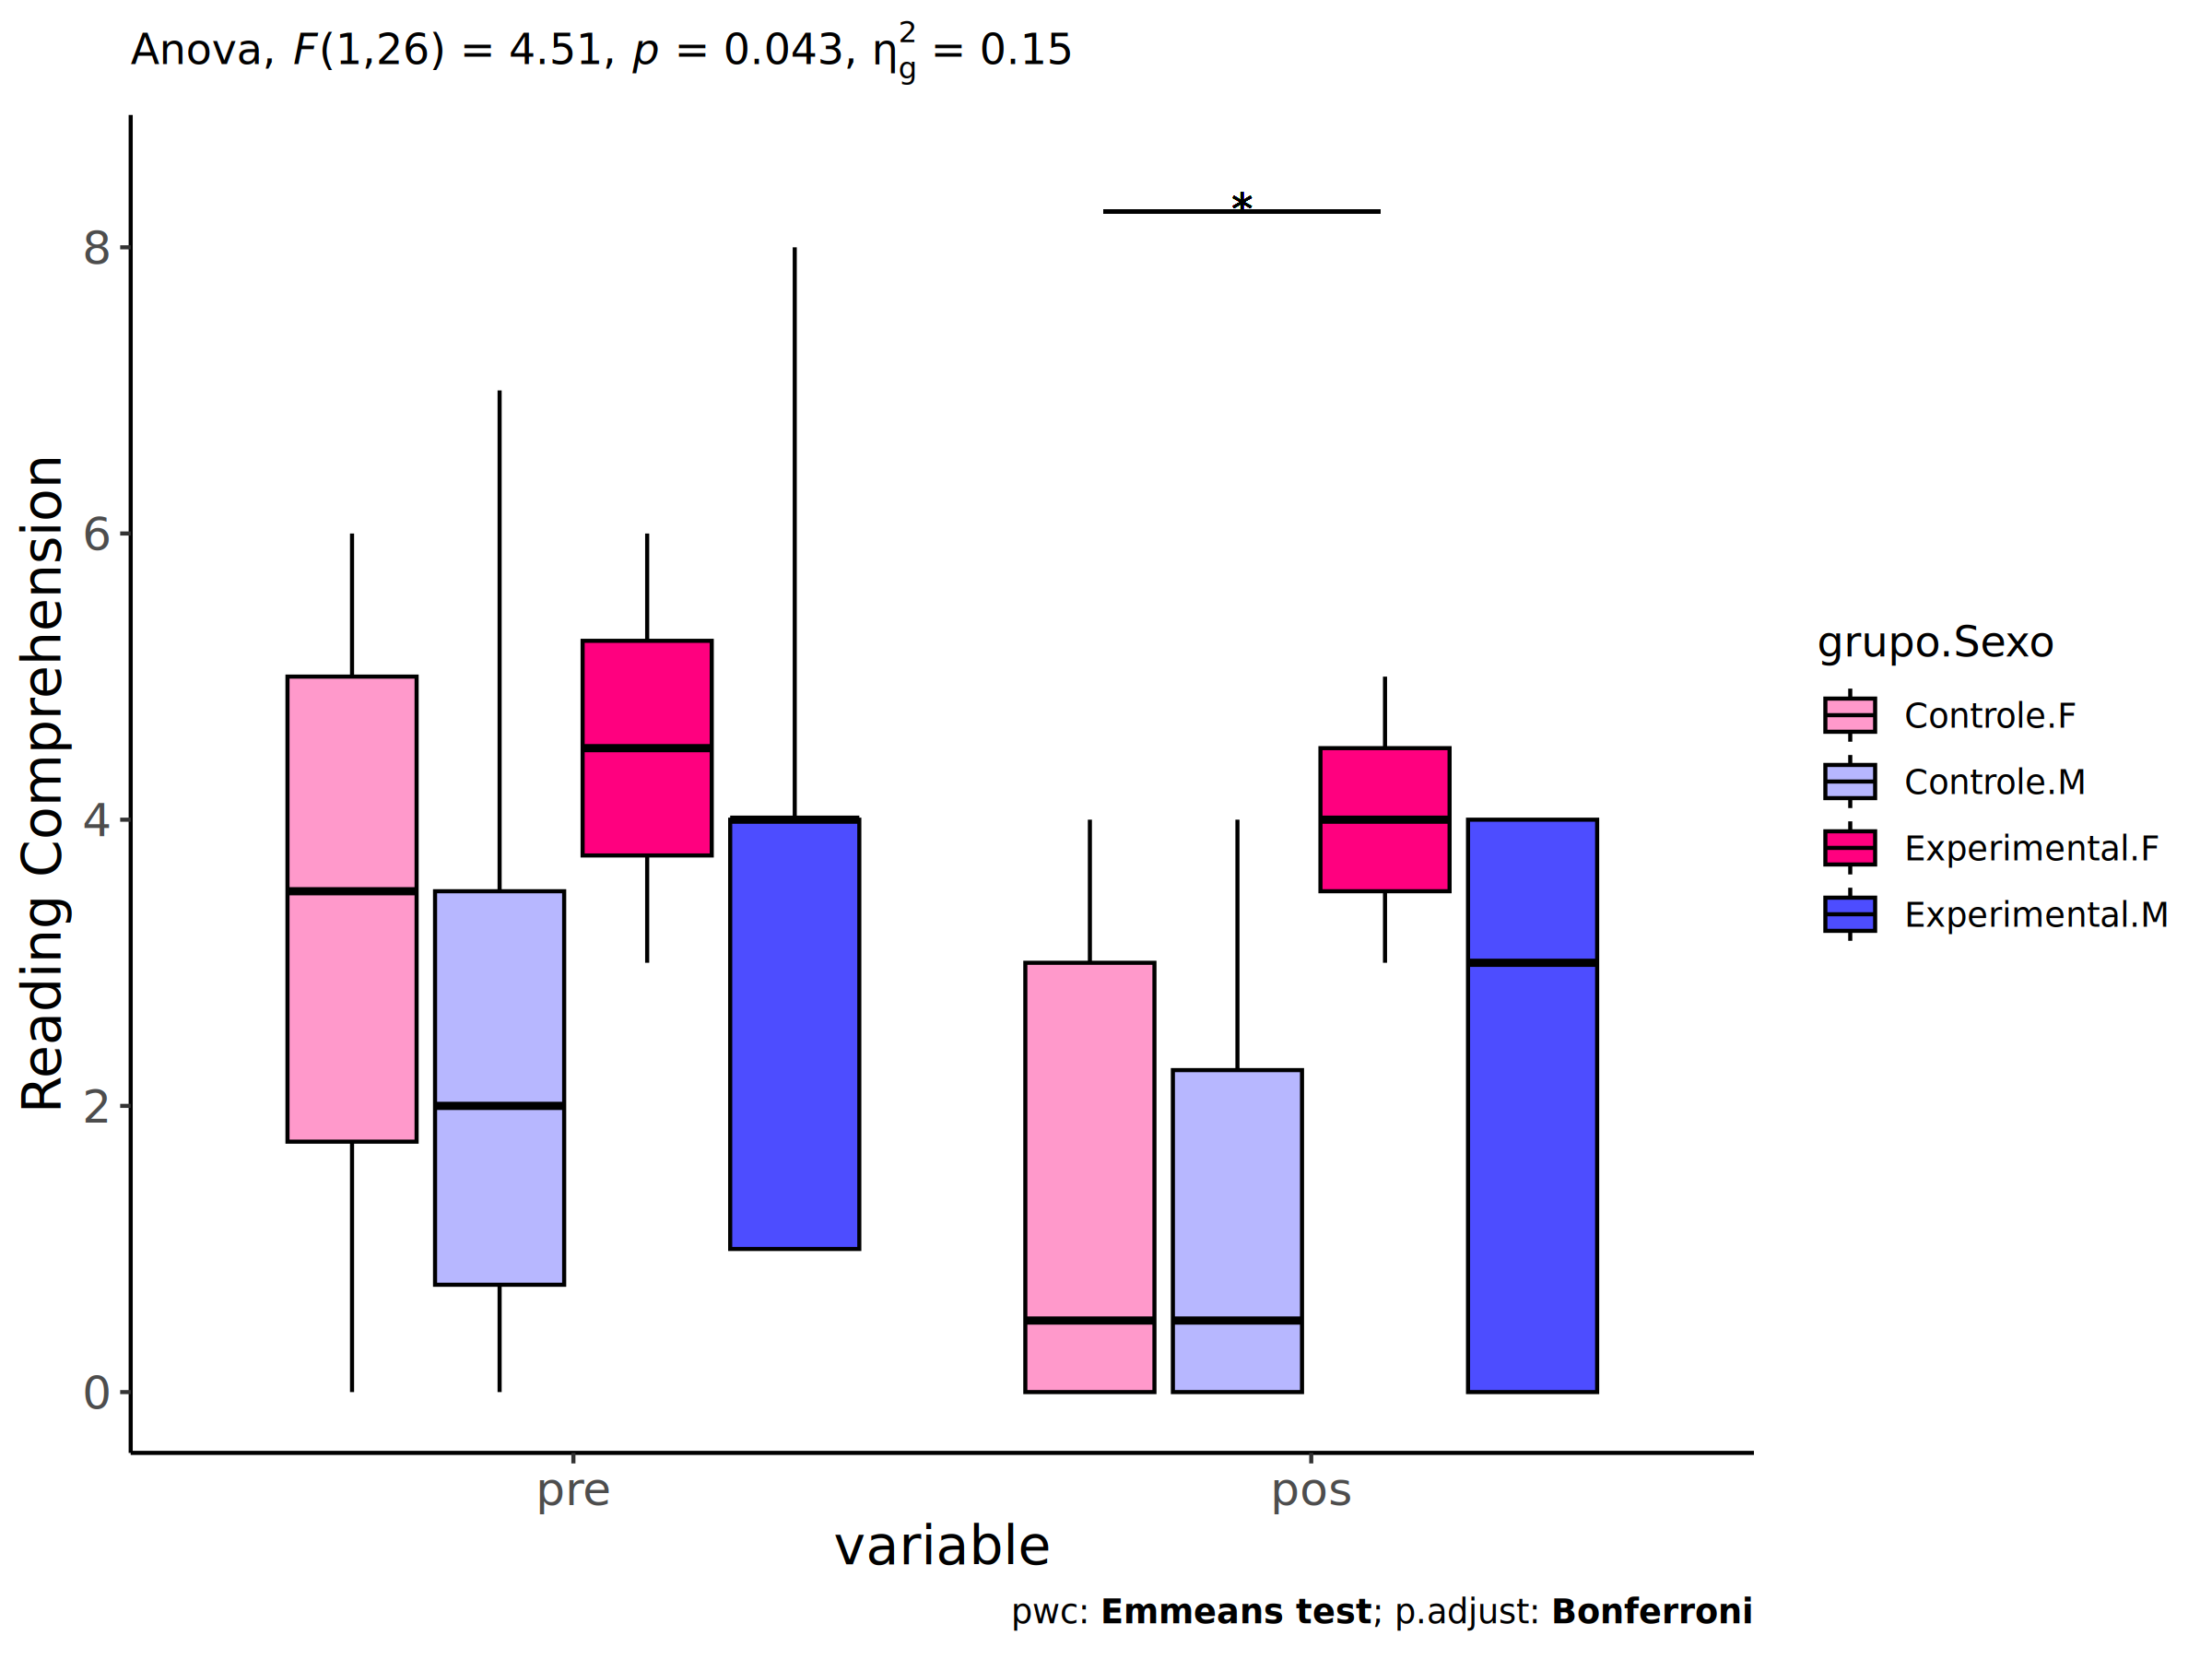 Anova, F(1,26) = 4.51, p = 0.043, η²g = 0.15
*
Reading Comprehension
8
6
4
2
0
pre
pos
variable
grupo.Sexo
Controle.F
Controle.M
Experimental.F
Experimental.M
pwc: Emmeans test; p.adjust: Bonferroni